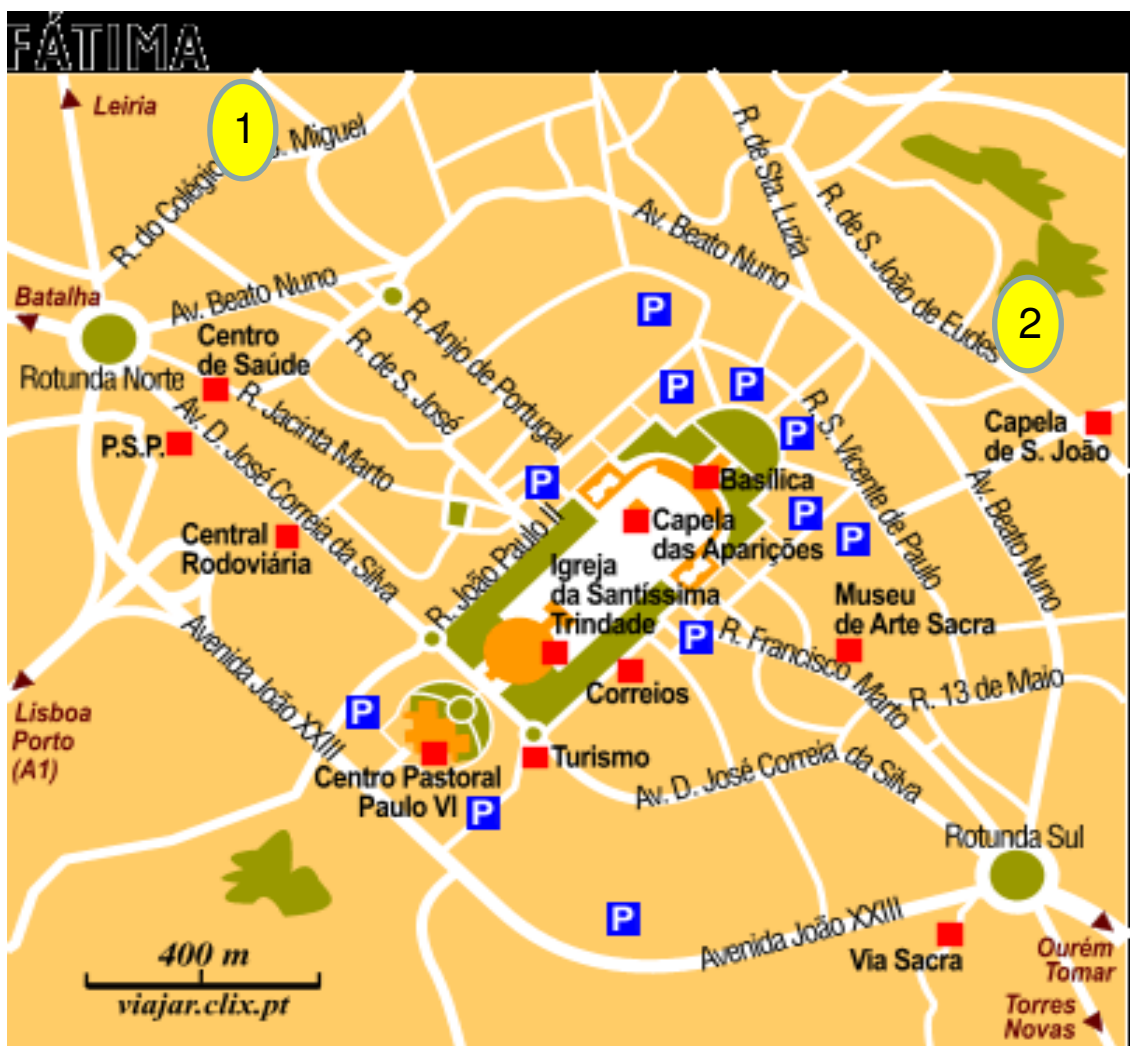 FÁTIMA
Leiria
1
R. do Colégio
S. Miguel
R. de Sta. Luzia
Av. Beato Nuno
R. de S. João de Eudes
2
Batalha
Av. Beato Nuno
P
Centro
de Saúde
R. Anjo de Portugal
R. de S. José
Rotunda Norte
P
P
R. S. Vicente de Paulo
P
Capela
de S. João
P.S.P.
R. Jacinta Marto
Av. D. José Correia da Silva
P
Basílica
Av. Beato Nuno
P
P
Capela
das Aparições
R. João Paulo II
Central
Rodoviária
Igreja
da Santíssima
Trindade
Museu
de Arte Sacra
P
R. Francisco Marto
Avenida João XXIII
Correios
R. 13 de Maio
Lisboa
Porto
(A1)
P
Turismo
Centro Pastoral
Paulo VI
P
Av. D. José Correia da Silva
Rotunda Sul
P
Avenida João XXIII
Via Sacra
Ourém
Tomar
Torres
Novas
400 m
viajar.clix.pt